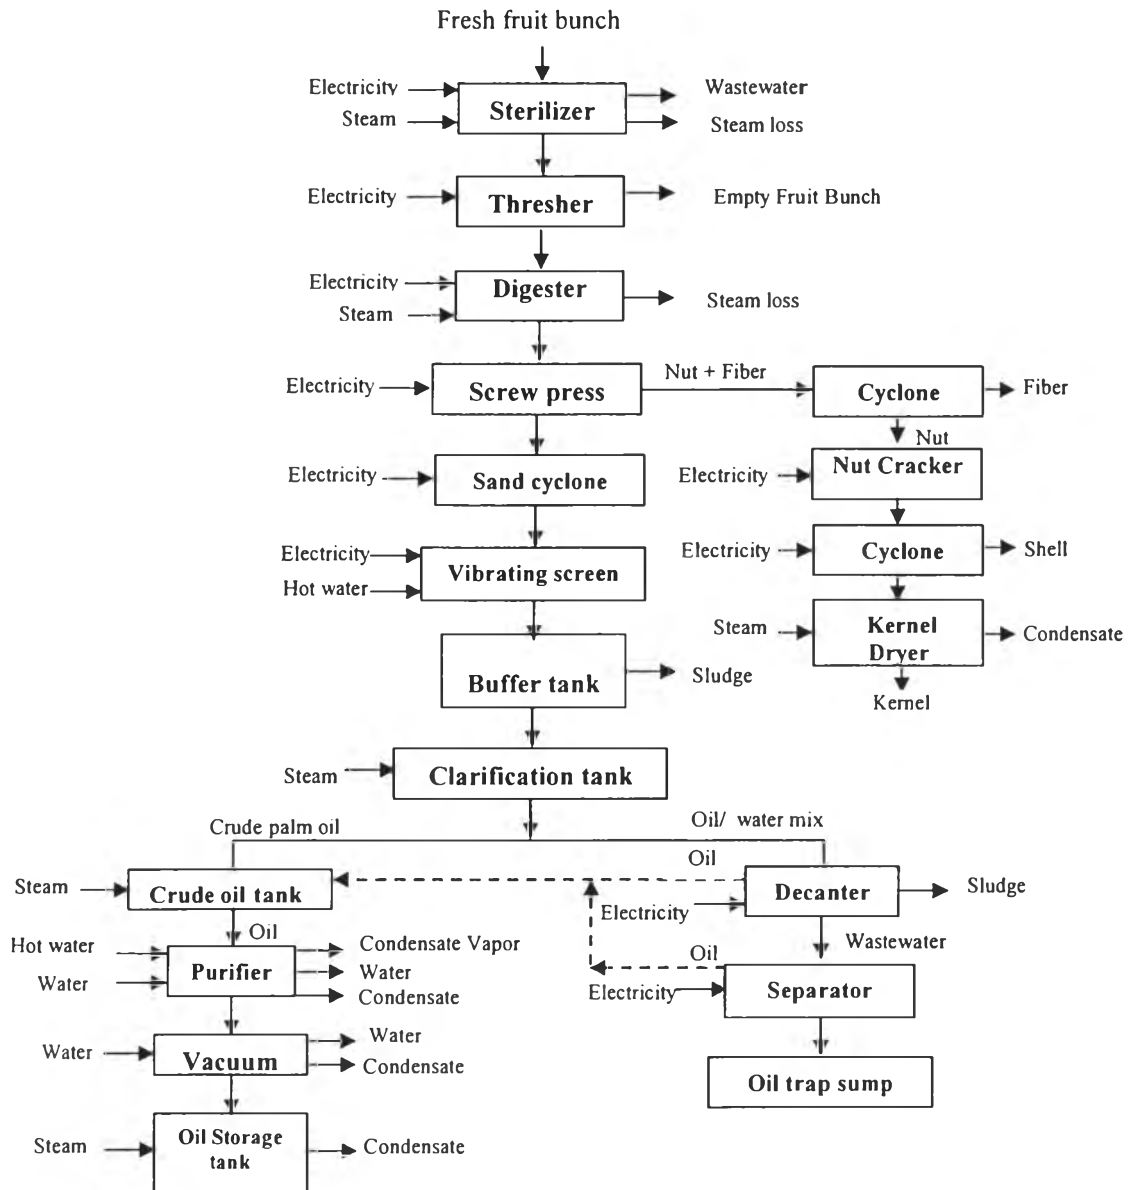 Fresh fruit bunch
Electricity
Wastewater
Sterilizer
Steam
Steam loss
Electricity
Thresher
Empty Fruit Bunch
Electricity
Digester
Steam loss
Steam
Nut + Fiber
Electricity
Screw press
Cyclone
Fiber
Nut
Electricity
Sand cyclone
Electricity
Nut Cracker
Electricity
Hot water
Vibrating screen
Electricity
Cyclone
Shell
Steam
Kernel
Dryer
Condensate
Kernel
Buffer tank
Sludge
Steam
Clarification tank
Crude palm oil
Oil/ water mix
Oil
Steam
Crude oil tank
Decanter
Sludge
Electricity
Oil
Wastewater
Hot water
Water
Purifier
Condensate Vapor
Water
Condensate
Oil
Electricity
Separator
Water
Vacuum
Water
Condensate
Oil trap sump
Steam
Oil Storage
tank
Condensate